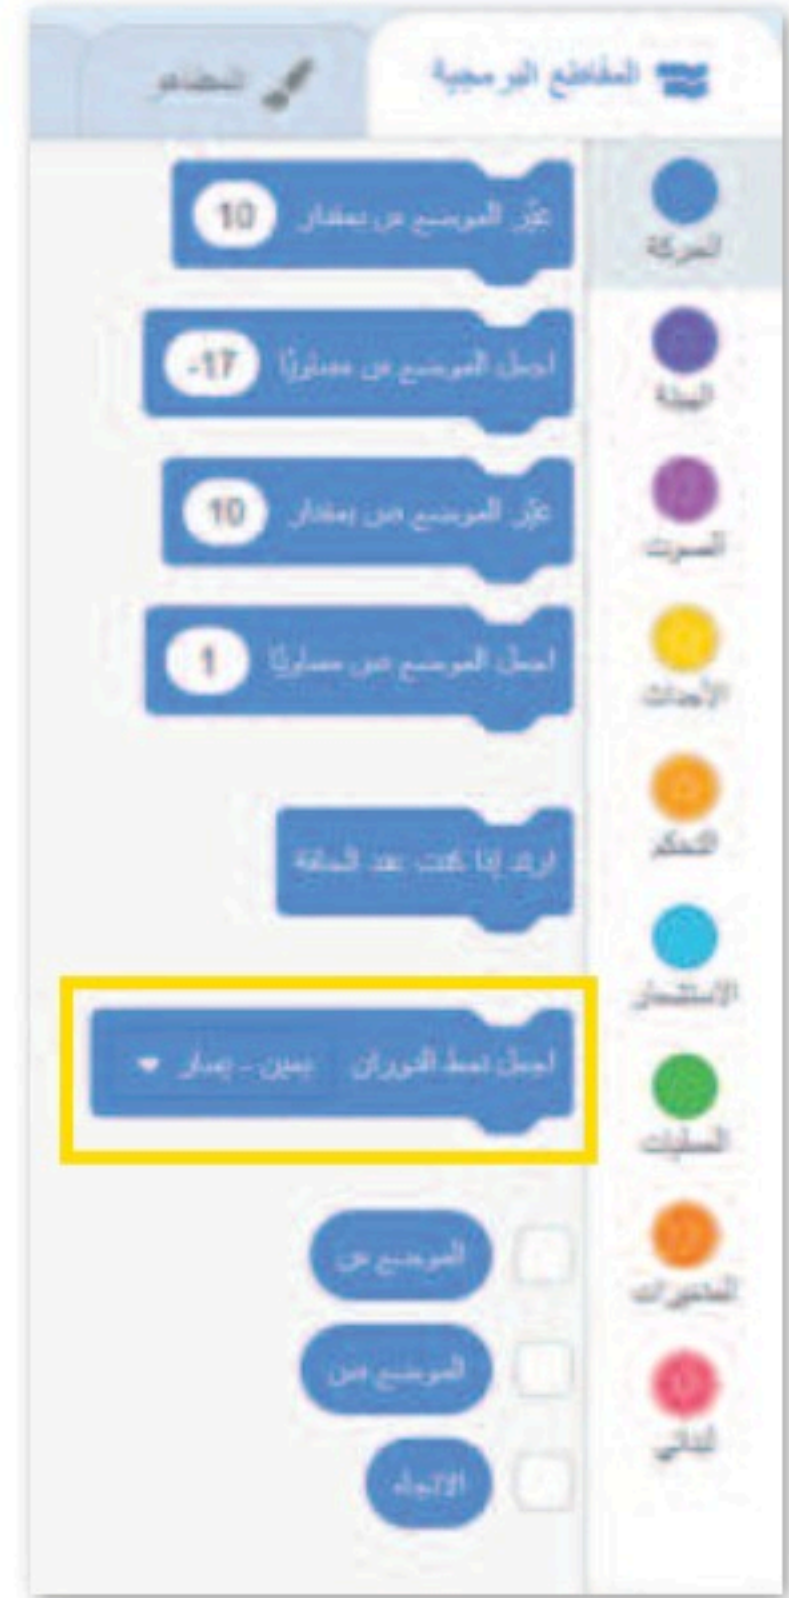 المقاطع البرمجية
المظاهر
الحركة
الهيئة
الصوت
الأحداث
التحكم
الاستشعار
العمليات
المتغيرات
لبناتي
غيّر الموضع س بمقدار 10
اجعل الموضع س مساويًا -17
غيّر الموضع ص بمقدار 10
اجعل الموضع ص مساويًا 1
ارتد إذا كنت عند الحافة
اجعل نمط الدوران يمين - يسار
الموضع س
الموضع ص
الاتجاه